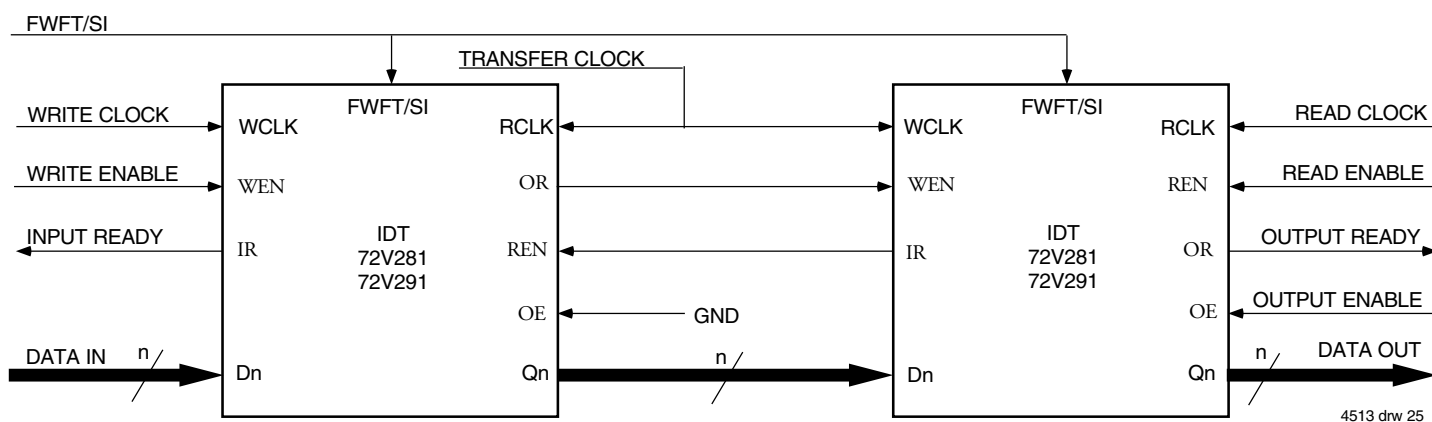 FWFT/SI
TRANSFER CLOCK
FWFT/SI
FWFT/SI
WRITE CLOCK
WCLK
RCLK
WCLK
RCLK
READ CLOCK
WRITE ENABLE
WEN
OR
WEN
REN
READ ENABLE
INPUT READY
IR
IDT
72V281
72V291
REN
IR
IDT
72V281
72V291
OR
OUTPUT READY
OE
GND
OE
OUTPUT ENABLE
DATA IN
n
Dn
Qn
n
Dn
Qn
n
DATA OUT
4513 drw 25